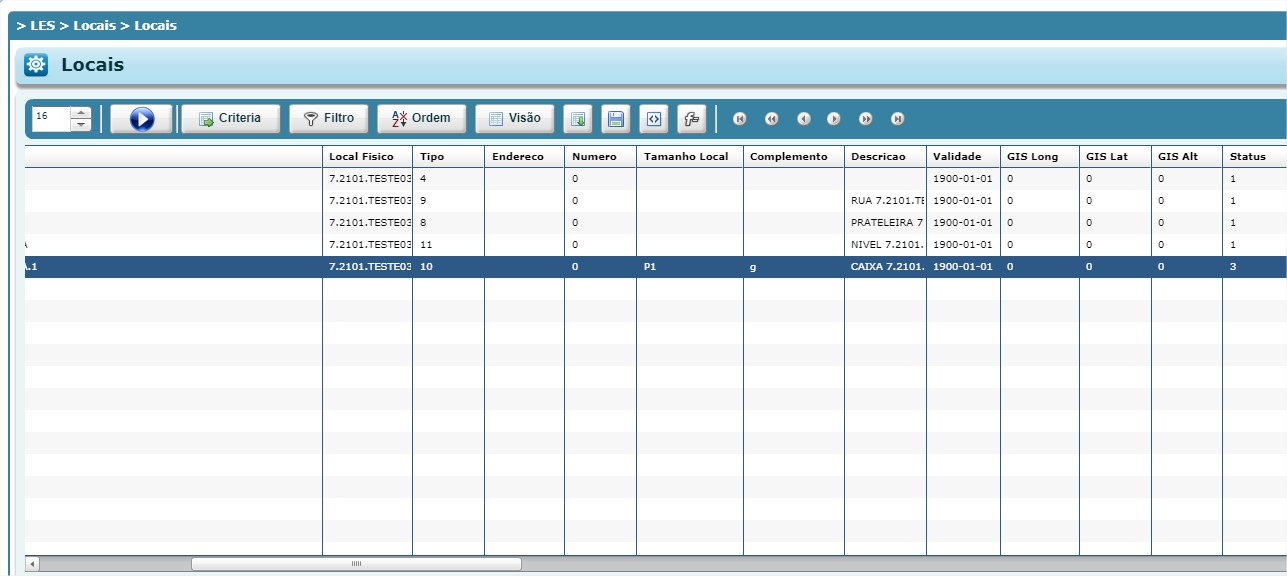 > LES > Locais > Locais
Locais
16 Criteria Filtro Ordem Visão
Local Fisico Tipo Endereco Numero Tamanho Local Complemento Descricao Validade GIS Long GIS Lat GIS Alt Status
7.2101.TESTE03 4 0 1900-01-01 0 0 0 1
7.2101.TESTE03 9 0 RUA 7.2101.TE 1900-01-01 0 0 0 1
7.2101.TESTE03 8 0 PRATELEIRA 7 1900-01-01 0 0 0 1
A 7.2101.TESTE03 11 0 NIVEL 7.2101. 1900-01-01 0 0 0 1
A.1 7.2101.TESTE03 10 0 P1 g CAIXA 7.2101. 1900-01-01 0 0 0 3